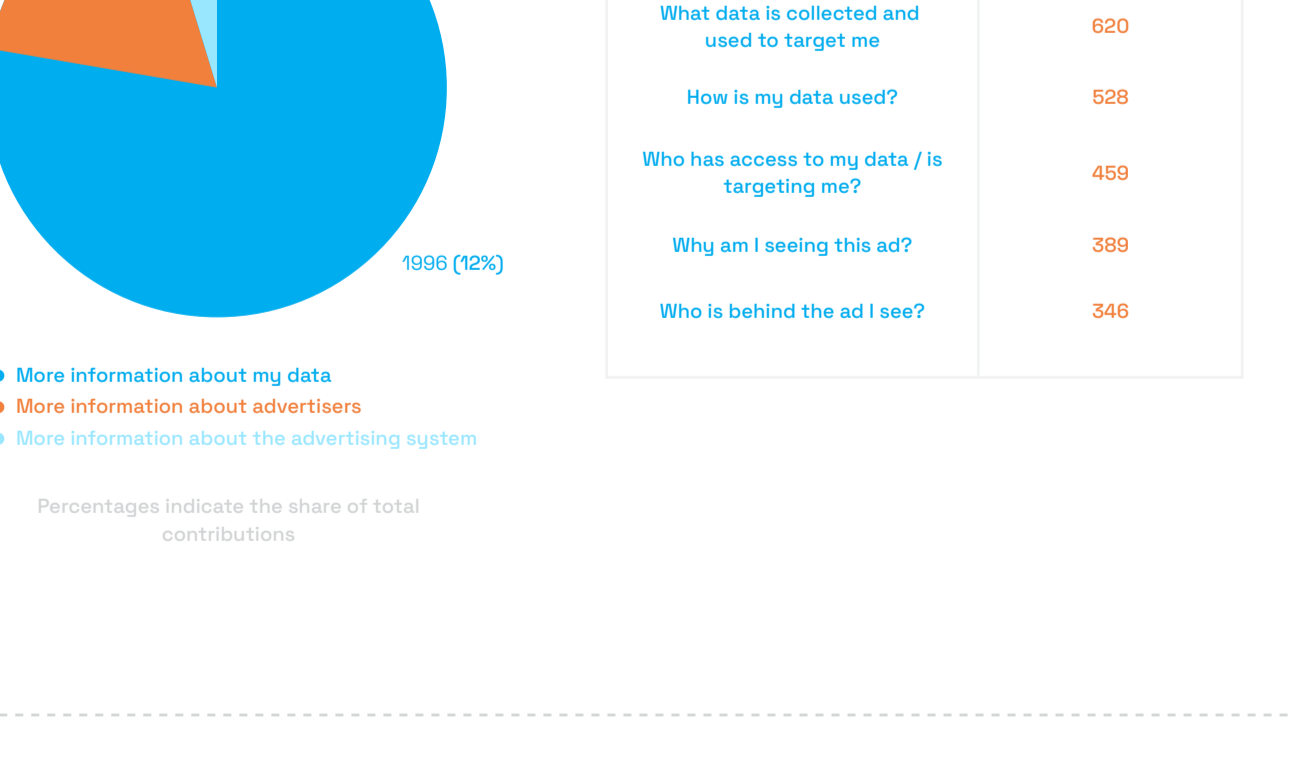 What data is collected and
used to target me
620
How is my data used?
528
Who has access to my data / is
targeting me?
459
Why am I seeing this ad?
389
Who is behind the ad I see?
346
1996 (12%)
More information about my data
More information about advertisers
More information about the advertising system
Percentages indicate the share of total
contributions